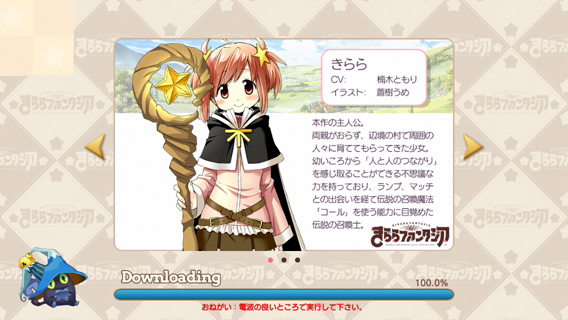 きらら
CV: 楠木ともり
イラスト: 蒼樹うめ
本作の主人公。
両親がおらず、辺境の村で周囲の
人々に育ててもらってきた少女。
幼いころから「人と人のつながり」
を感じ取ることができる不思議な
力を持っており、ランプ、マッチ
との出会いを経て伝説の召喚魔法
「コール」を使う能力に目覚めた
伝説の召喚士。
きららファンタジア
Downloading
100.0%
おねがい：電波の良いところで実行して下さい。